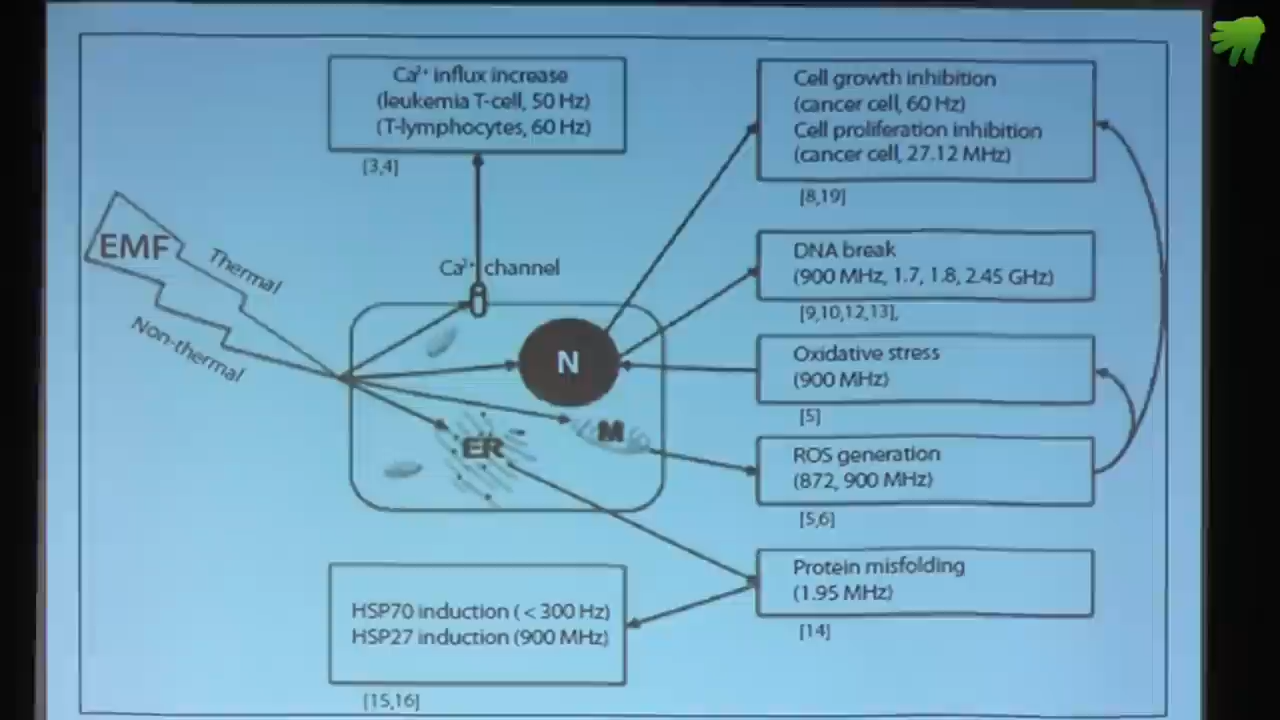 Ca²⁺ influx increase
(leukemia T-cell, 50 Hz)
(T-lymphocytes, 60 Hz)
[3,4]
Cell growth inhibition
(cancer cell, 60 Hz)
Cell proliferation inhibition
(cancer cell, 27.12 MHz)
[8,19]
EMF
Thermal
Non-thermal
Ca²⁺ channel
N
M
ER
DNA break
(900 MHz, 1.7, 1.8, 2.45 GHz)
[9,10,12,13],
Oxidative stress
(900 MHz)
[5]
ROS generation
(872, 900 MHz)
[5,6]
Protein misfolding
(1.95 MHz)
[14]
HSP70 induction (< 300 Hz)
HSP27 induction (900 MHz)
[15,16]